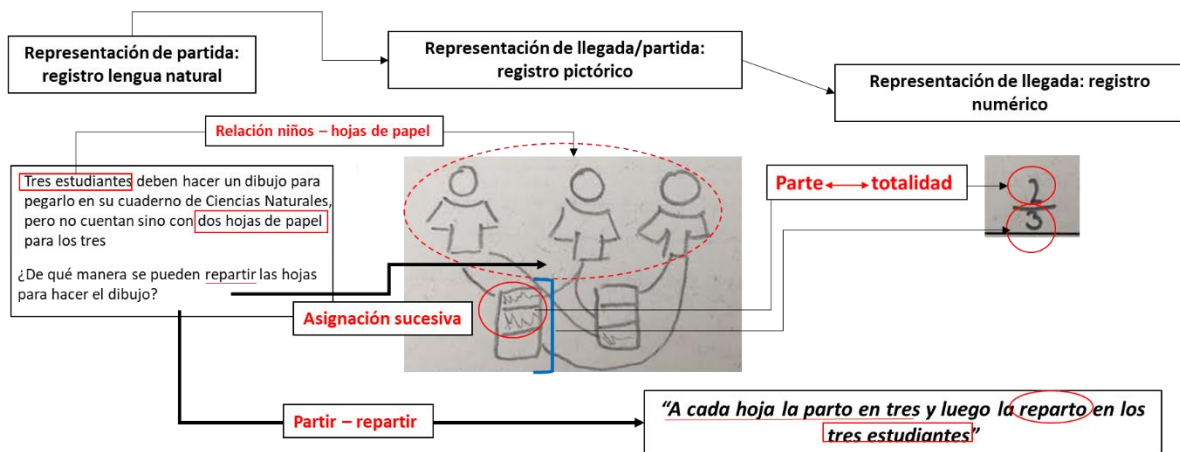 Representación de partida:
registro lengua natural
Representación de llegada/partida:
registro pictórico
Representación de llegada: registro
numérico
Relación niños – hojas de papel
Tres estudiantes deben hacer un dibujo para
pegarlo en su cuaderno de Ciencias Naturales,
pero no cuentan sino con dos hojas de papel
para los tres
¿De qué manera se pueden repartir las hojas
para hacer el dibujo?
Parte totalidad
2
3
Asignación sucesiva
Partir – repartir
“A cada hoja la parto en tres y luego la reparto en los
tres estudiantes”